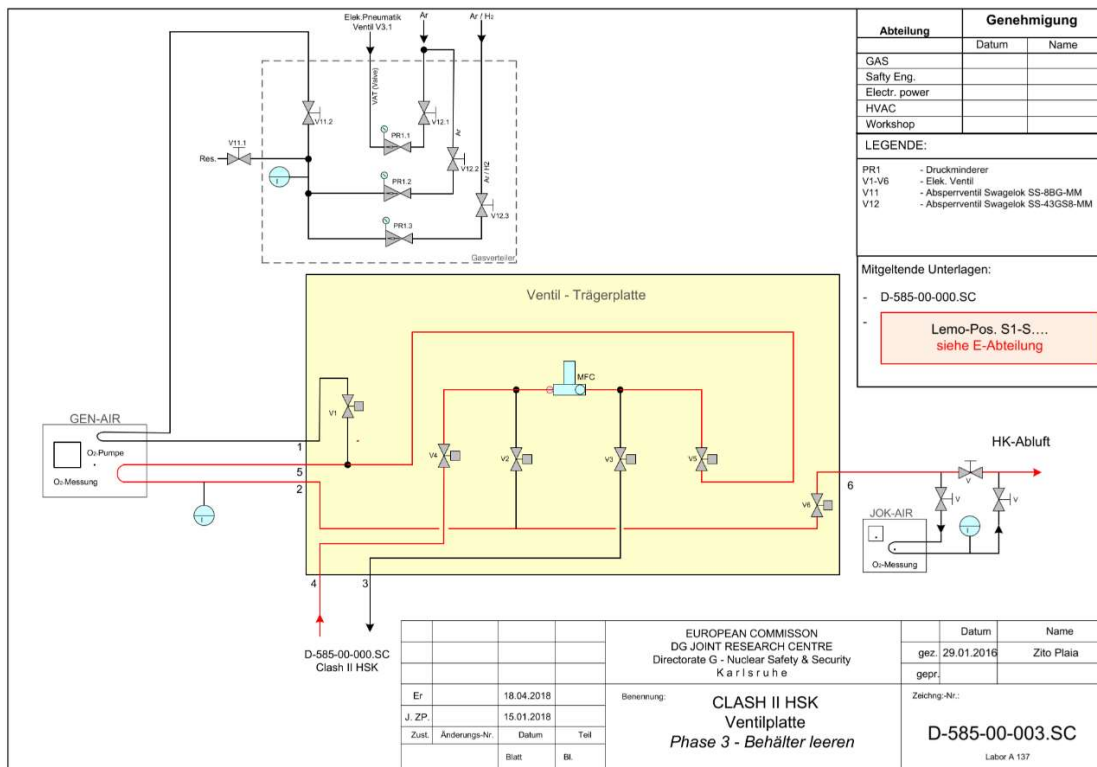 Elek.Pneumatik
Ventil V3.1
Ar
Ar / H2
VAT (Valve)
V11.2
V12.1
PR1.1
Ar
V11.1
Res.
I
V12.2
PR1.2
Ar / H2
V12.3
PR1.3
Gasverteiler
Abteilung
Genehmigung
Datum
Name
GAS
Safty Eng.
Electr. power
HVAC
Workshop
LEGENDE:
PR1 - Druckminderer
V1-V6 - Elek. Ventil
V11 - Absperrventil Swagelok SS-8BG-MM
V12 - Absperrventil Swagelok SS-43GS8-MM
Mitgeltende Unterlagen:
- D-585-00-000.SC
-
Lemo-Pos. S1-S....
siehe E-Abteilung
Ventil - Trägerplatte
MFC
V1
V4
V2
V3
V5
V6
GEN-AIR
O2-Pumpe
O2-Messung
I
1
5
2
4
3
6
HK-Abluft
V
V
V
JOK-AIR
I
O2-Messung
D-585-00-000.SC
Clash II HSK
EUROPEAN COMMISSON
DG JOINT RESEARCH CENTRE
Directorate G - Nuclear Safety & Security
Karlsruhe
Datum
Name
gez. 29.01.2016 Zito Plaia
gepr.
Er 18.04.2018
J. ZP. 15.01.2018
Zust. Änderungs-Nr. Datum Teil
Blatt Bl.
Benennung:
CLASH II HSK
Ventilplatte
Phase 3 - Behälter leeren
Zeichng-Nr.:
D-585-00-003.SC
Labor A 137